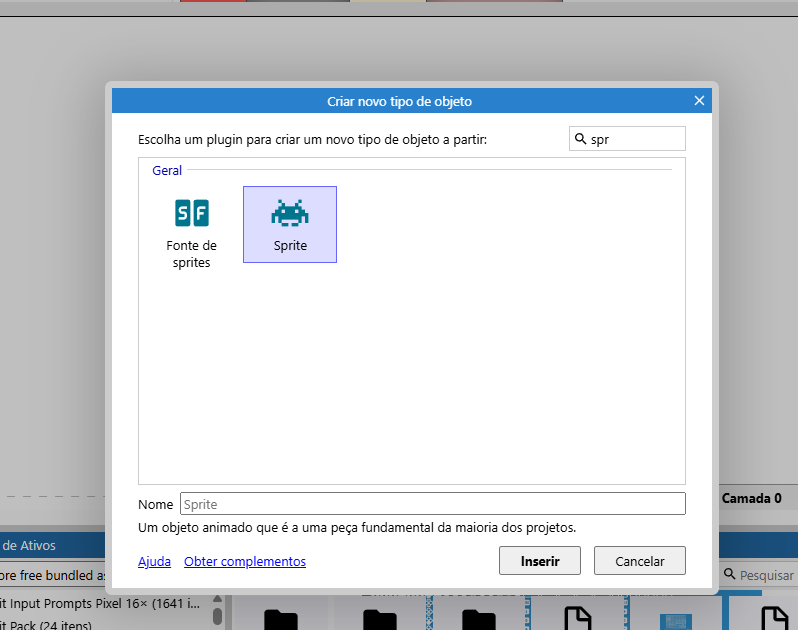 Criar novo tipo de objeto
Escolha um plugin para criar um novo tipo de objeto a partir:
spr
Geral
SF
Fonte de
sprites
Sprite
Nome
Sprite
Um objeto animado que é a uma peça fundamental da maioria dos projetos.
Ajuda
Obter complementos
Inserir
Cancelar
Camada 0
de Ativos
ore free bundled as
Pesquisar
it Input Prompts Pixel 16× (1641 i...
it Pack (24 itens)